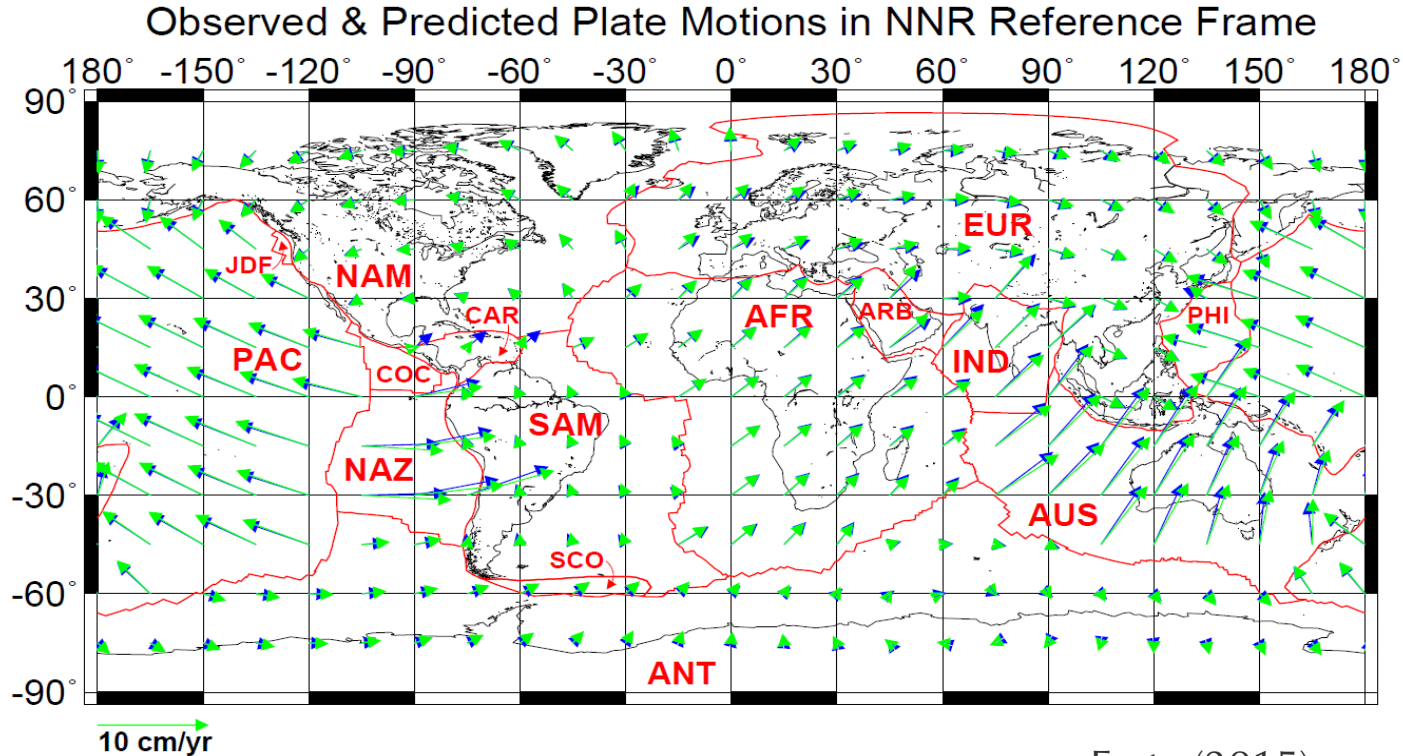 Observed & Predicted Plate Motions in NNR Reference Frame
180° -150° -120° -90° -60° -30° 0° 30° 60° 90° 120° 150° 180°
90°
60°
EUR
JDF
NAM
30°
CAR
AFR
ARB
PHI
PAC
COC
IND
0°
SAM
NAZ
-30°
AUS
SCO
-60°
ANT
-90°
10 cm/yr
(2015)